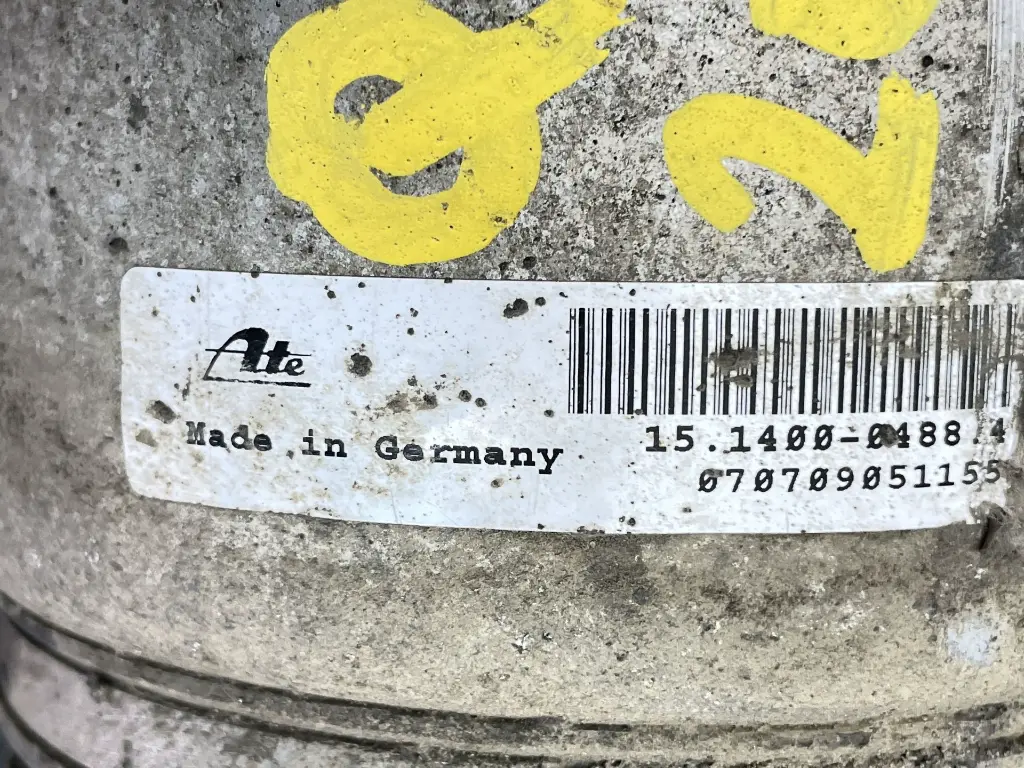 Ate
Made in Germany
15.1400-0488.4
070709051155